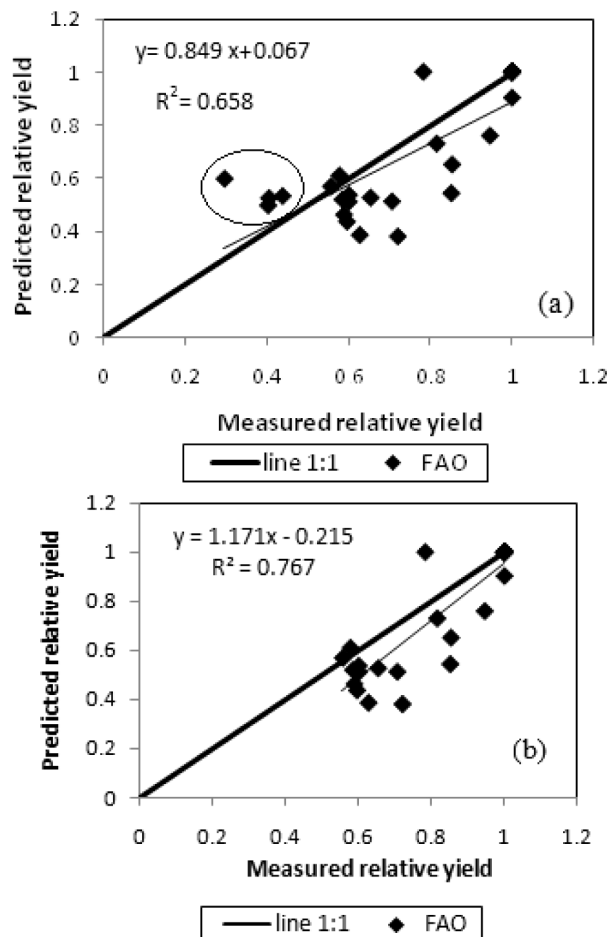 1.2
y= 0.849 x+0.067
1
R²= 0.658
0.8
0.6
0.4
0.2
(a)
0
0 0.2 0.4 0.6 0.8 1 1.2
Predicted relative yield
Measured relative yield
line 1:1 FAO
1.2
y = 1.171x - 0.215
1
R² = 0.767
0.8
0.6
0.4
0.2
(b)
0
0 0.2 0.4 0.6 0.8 1 1.2
Predicted relative yield
Measured relative yield
line 1:1 FAO